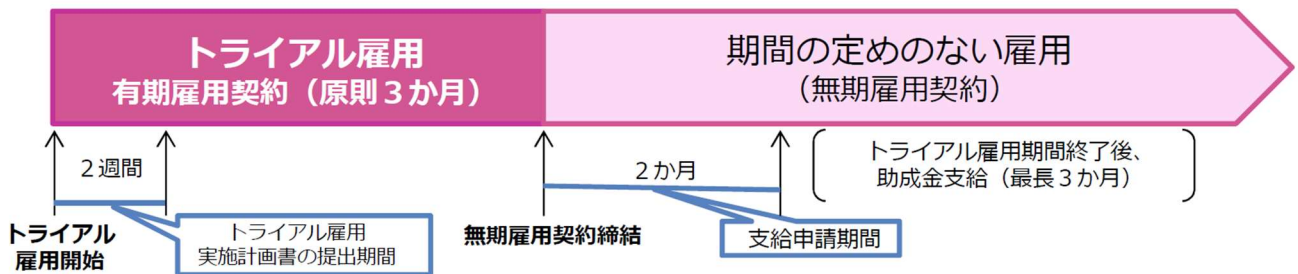 トライアル雇用
有期雇用契約（原則３か月）
期間の定めのない雇用
（無期雇用契約）
２週間
２か月
トライアル雇用期間終了後、
助成金支給（最長３か月）
トライアル
雇用開始
トライアル雇用
実施計画書の提出期間
無期雇用契約締結
支給申請期間